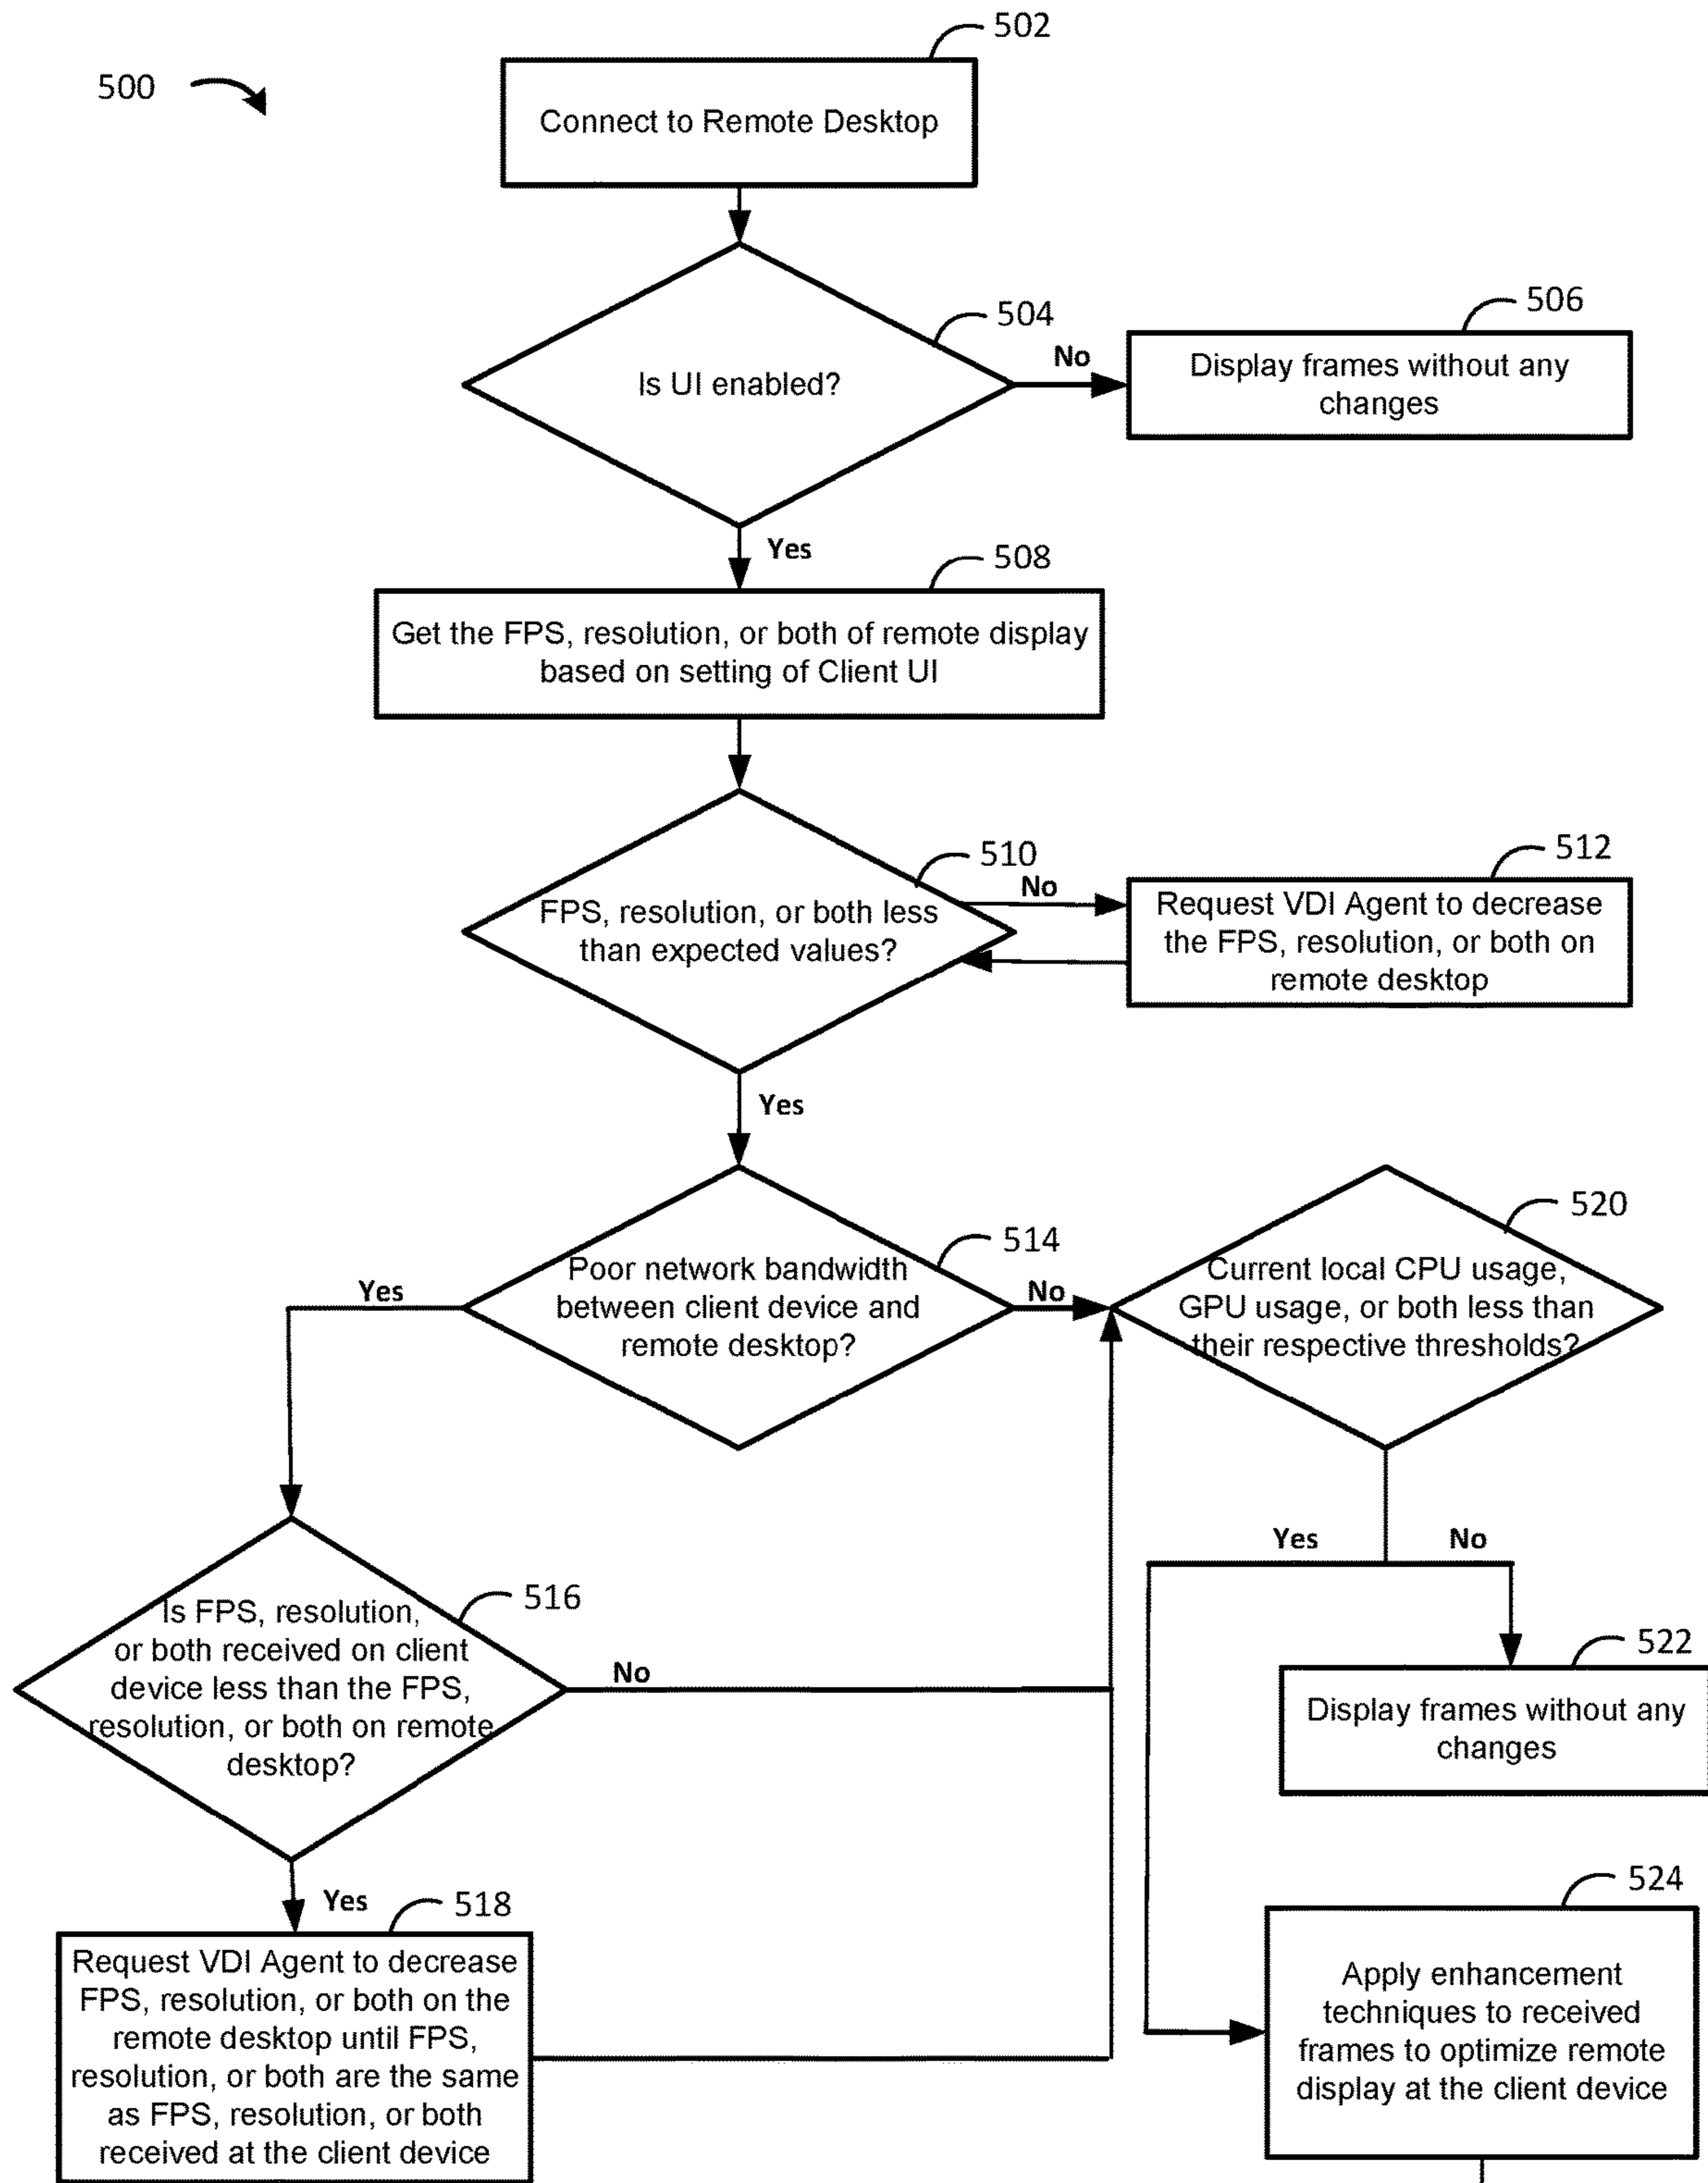 502
500
Connect to Remote Desktop
504
Is UI enabled?
No
506
Display frames without any
changes
Yes
508
Get the FPS, resolution, or both of remote display
based on setting of Client UI
510
FPS, resolution, or both less
than expected values?
No
512
Request VDI Agent to decrease
the FPS, resolution, or both on
remote desktop
Yes
514
Poor network bandwidth
between client device and
remote desktop?
Yes
No
520
Current local CPU usage,
GPU usage, or both less than
their respective thresholds?
Yes
No
516
Is FPS, resolution,
or both received on client
device less than the FPS,
resolution, or both on remote
desktop?
No
522
Display frames without any
changes
Yes
518
Request VDI Agent to decrease
FPS, resolution, or both on the
remote desktop until FPS,
resolution, or both are the same
as FPS, resolution, or both
received at the client device
524
Apply enhancement
techniques to received
frames to optimize remote
display at the client device